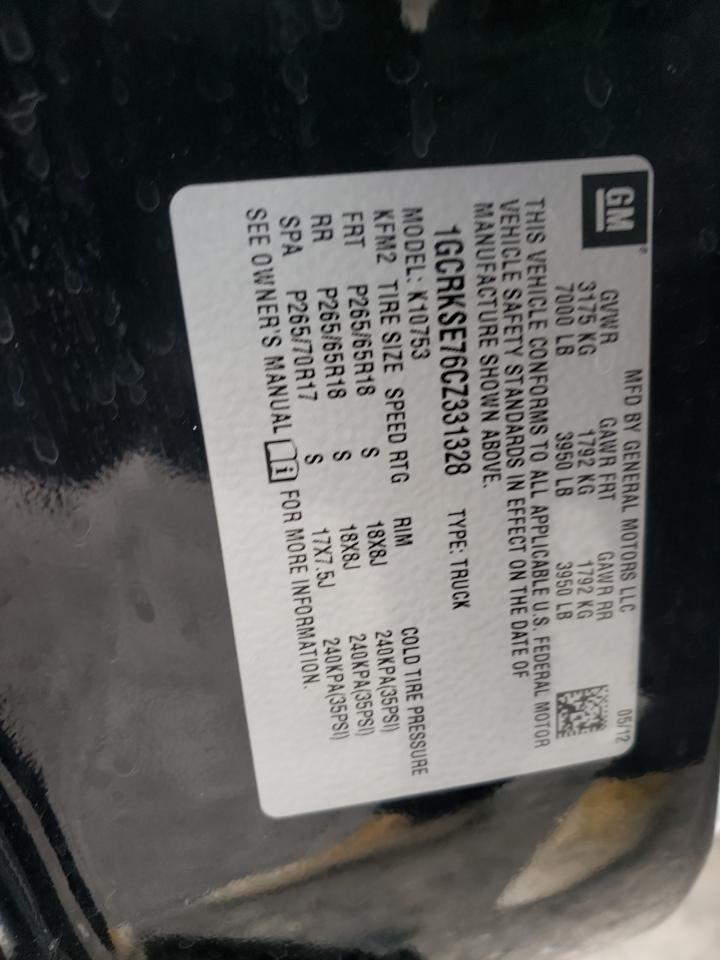 GM®
MFD BY GENERAL MOTORS LLC 05/12
GVWR GAWR FRT GAWR RR
3175 KG 1792 KG 1792 KG
7000 LB 3950 LB 3950 LB
THIS VEHICLE CONFORMS TO ALL APPLICABLE U.S. FEDERAL MOTOR
VEHICLE SAFETY STANDARDS IN EFFECT ON THE DATE OF
MANUFACTURE SHOWN ABOVE.
1GCRKSE76CZ331328 TYPE: TRUCK
MODEL: K10753
KFM2 TIRE SIZE SPEED RTG RIM COLD TIRE PRESSURE
FRT P265/65R18 S 18X8J 240KPA(35PSI)
RR P265/65R18 S 18X8J 240KPA(35PSI)
SPA P265/70R17 S 17X7.5J 240KPA(35PSI)
SEE OWNER'S MANUAL i FOR MORE INFORMATION.